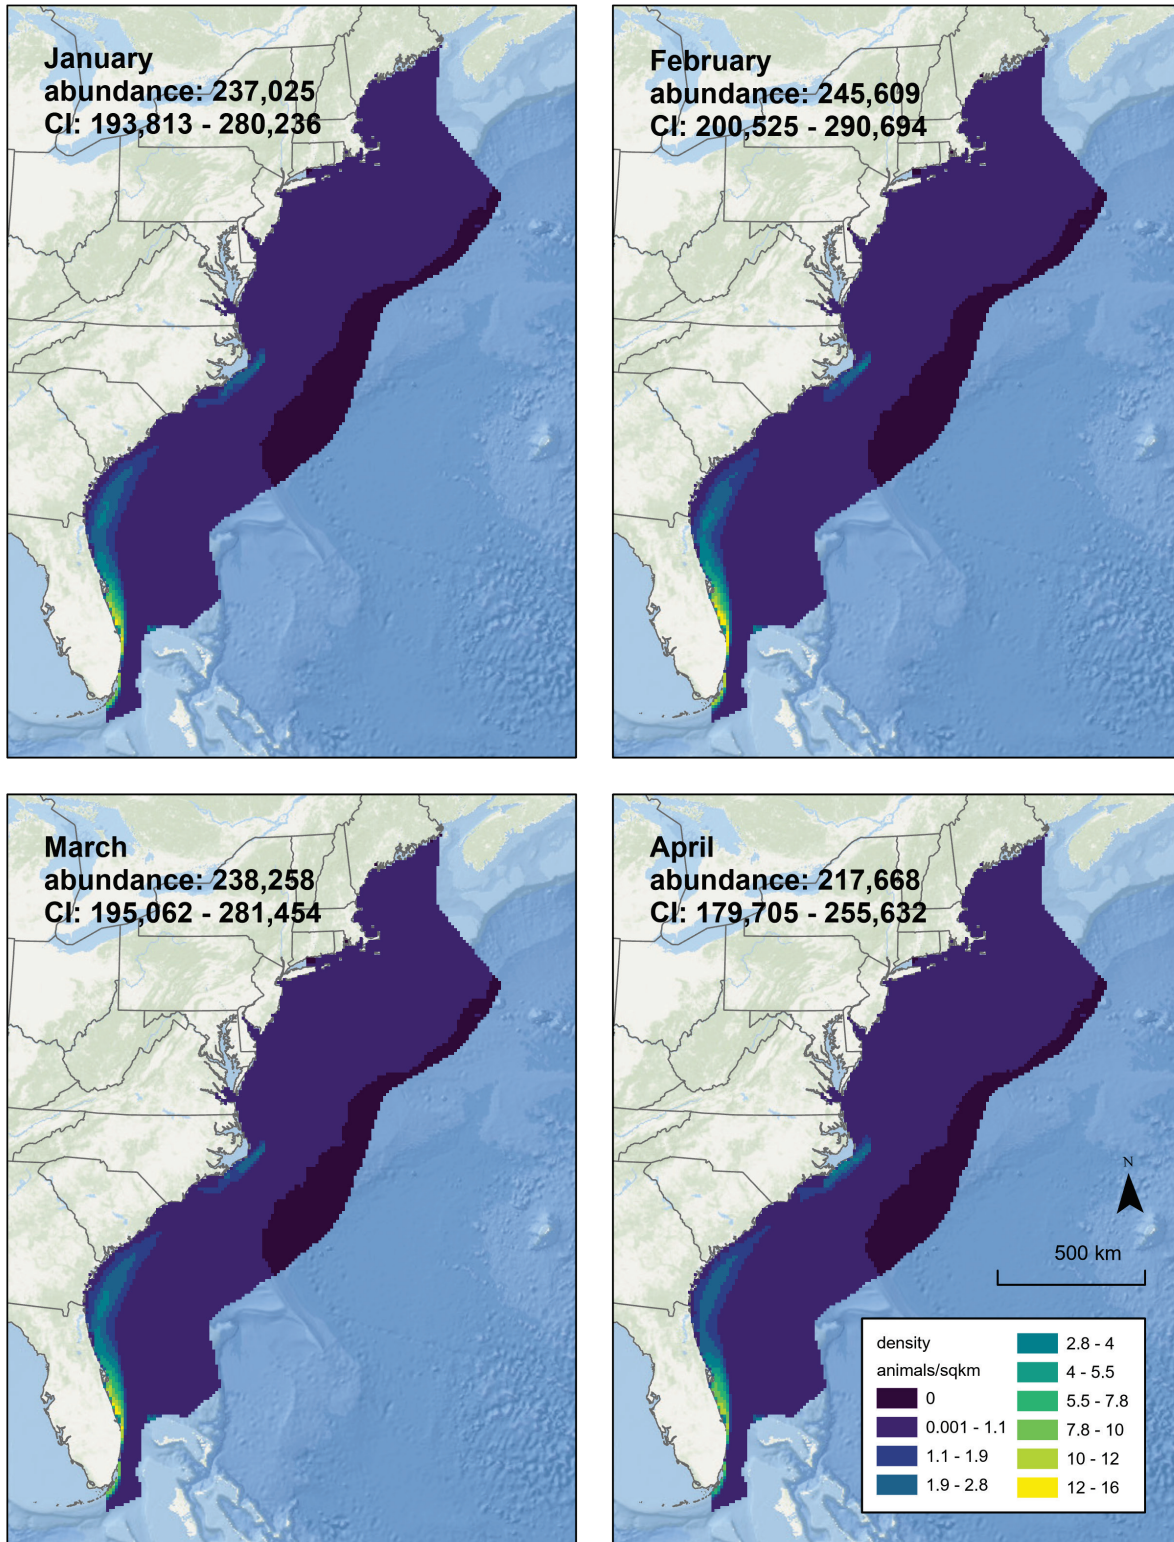 January
abundance: 237,025
CI: 193,813 - 280,236
February
abundance: 245,609
CI: 200,525 - 290,694
March
abundance: 238,258
CI: 195,062 - 281,454
April
abundance: 217,668
CI: 179,705 - 255,632
N
500 km
density
animals/sqkm
0
0.001 - 1.1
1.1 - 1.9
1.9 - 2.8
2.8 - 4
4 - 5.5
5.5 - 7.8
7.8 - 10
10 - 12
12 - 16